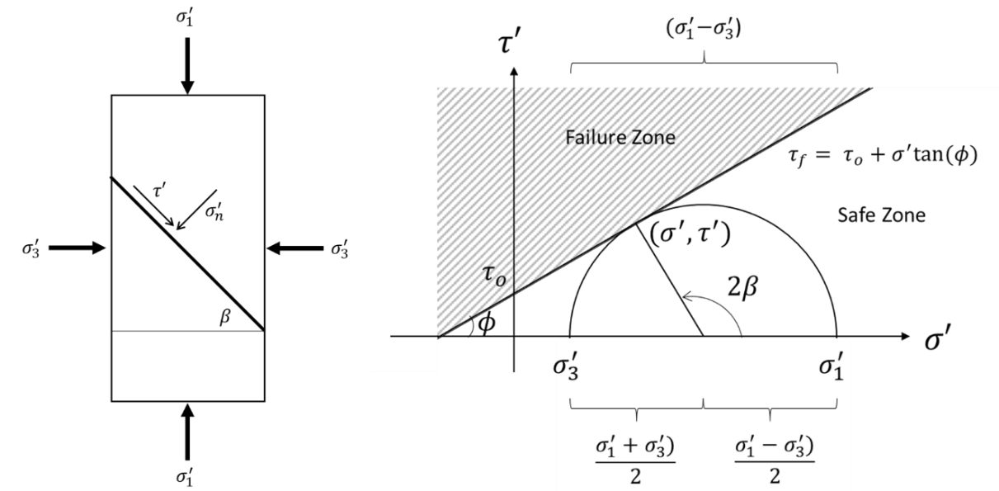 σ′₁
τ′
σ′ₙ
σ′₃
σ′₃
β
σ′₁
(σ′₁−σ′₃)
τ′
Failure Zone
τ_f = τₒ + σ′tan(ϕ)
Safe Zone
(σ′, τ′)
τₒ
2β
ϕ
σ′
σ′₃
σ′₁
σ′₁ + σ′₃)
2
σ′₁ − σ′₃)
2